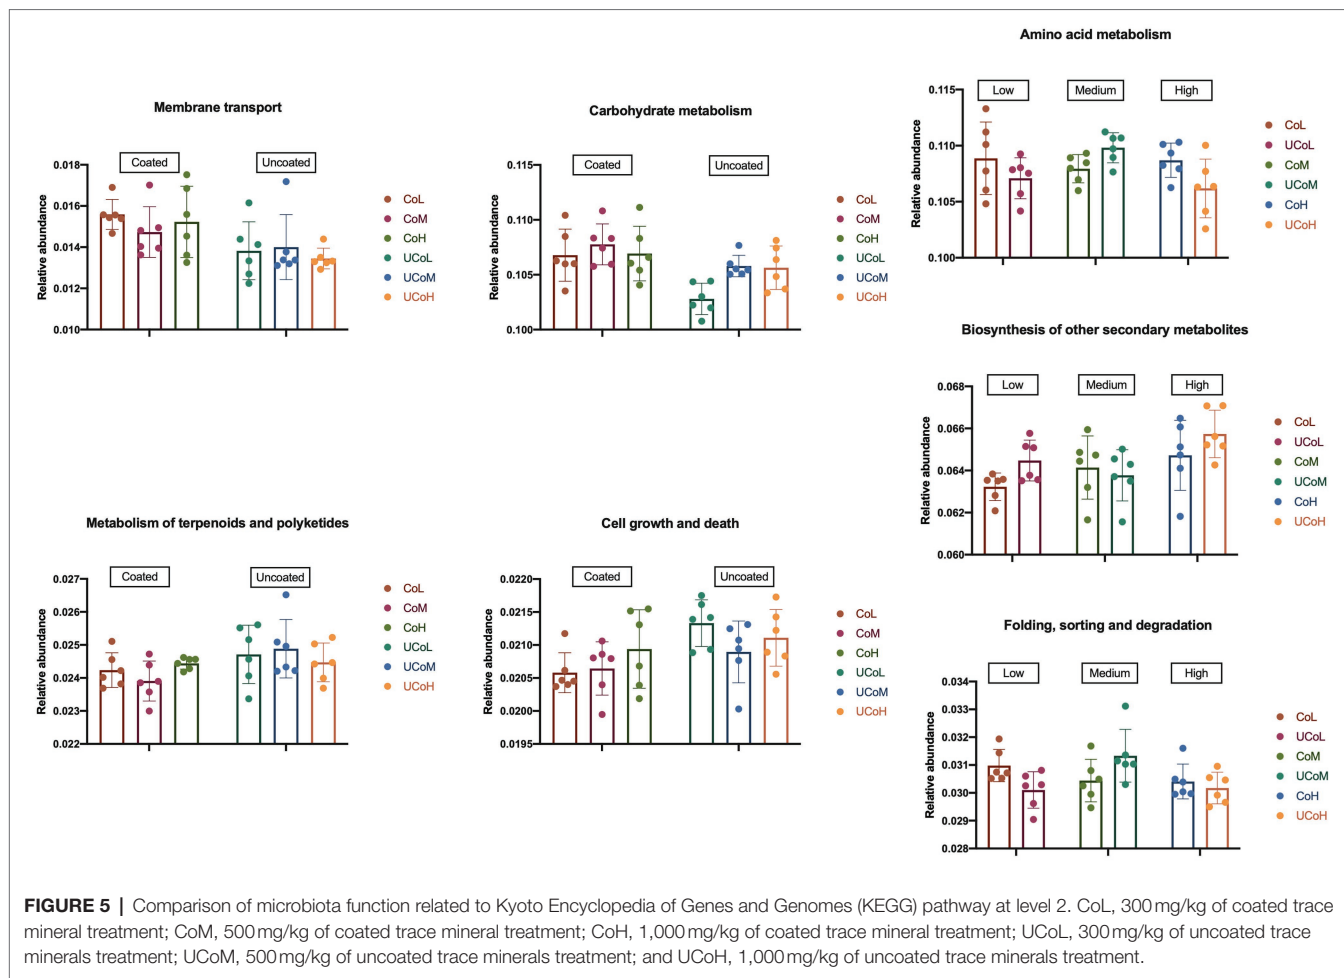 Membrane transport
Coated
Uncoated
Relative abundance
0.018
0.016
0.014
0.012
0.010
CoL
CoM
CoH
UCoL
UCoM
UCoH
Carbohydrate metabolism
Coated
Uncoated
Relative abundance
0.115
0.110
0.105
0.100
CoL
CoM
CoH
UCoL
UCoM
UCoH
Amino acid metabolism
Low
Medium
High
Relative abundance
0.115
0.110
0.105
0.100
CoL
UCoL
CoM
UCoM
CoH
UCoH
Biosynthesis of other secondary metabolites
Low
Medium
High
Relative abundance
0.068
0.066
0.064
0.062
0.060
CoL
UCoL
CoM
UCoM
CoH
UCoH
Metabolism of terpenoids and polyketides
Coated
Uncoated
Relative abundance
0.027
0.026
0.025
0.024
0.023
0.022
CoL
CoM
CoH
UCoL
UCoM
UCoH
Cell growth and death
Coated
Uncoated
Relative abundance
0.0220
0.0215
0.0210
0.0205
0.0200
0.0195
CoL
CoM
CoH
UCoL
UCoM
UCoH
Folding, sorting and degradation
Low
Medium
High
Relative abundance
0.034
0.033
0.032
0.031
0.030
0.029
0.028
CoL
UCoL
CoM
UCoM
CoH
UCoH
FIGURE 5 | Comparison of microbiota function related to Kyoto Encyclopedia of Genes and Genomes (KEGG) pathway at level 2. CoL, 300 mg/kg of coated trace
mineral treatment; CoM, 500 mg/kg of coated trace mineral treatment; CoH, 1,000 mg/kg of coated trace mineral treatment; UCoL, 300 mg/kg of uncoated trace
minerals treatment; UCoM, 500 mg/kg of uncoated trace minerals treatment; and UCoH, 1,000 mg/kg of uncoated trace minerals treatment.